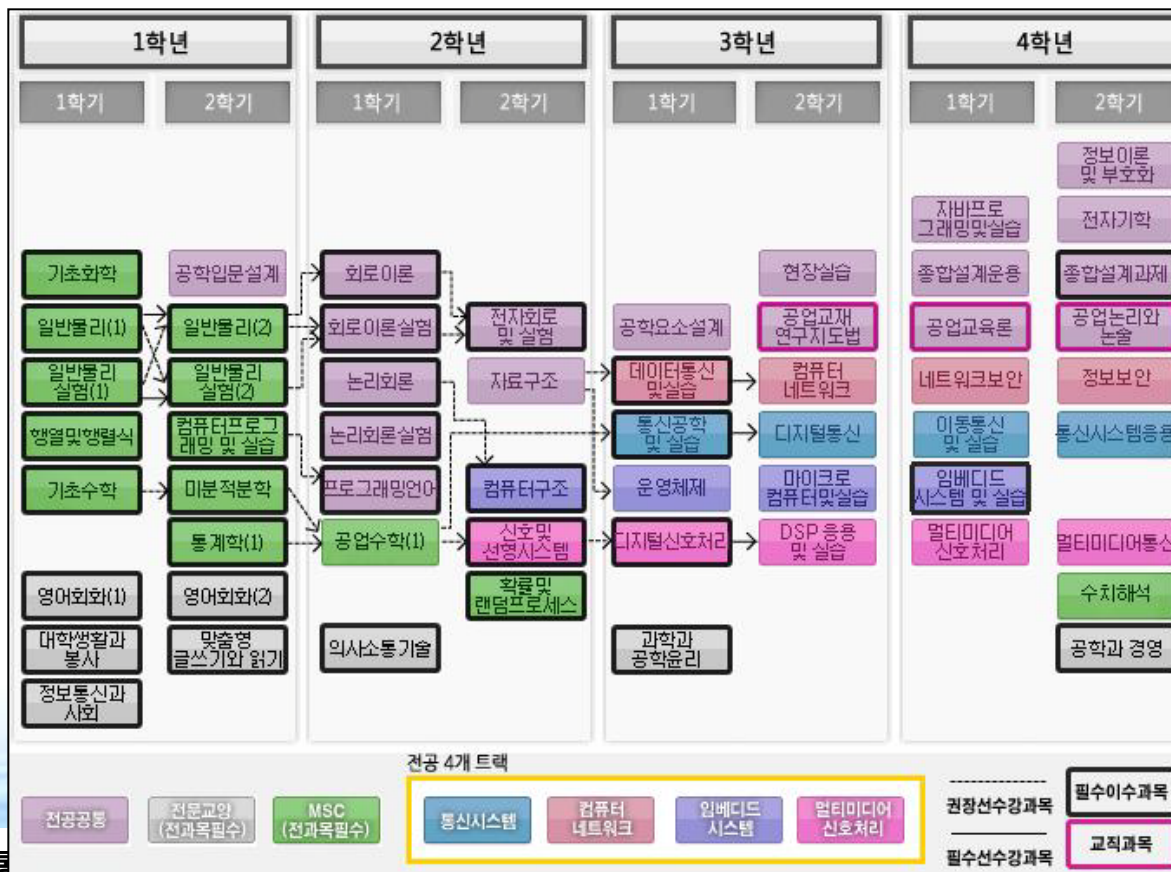 1학년
2학년
3학년
4학년
1학기
2학기
1학기
2학기
1학기
2학기
1학기
2학기
기초화학
일반물리(1)
일반물리
실험(1)
행열및행렬식
기초수학
영어회화(1)
대학생활과
봉사
정보통신과
사회
공학입문설계
일반물리(2)
일반물리
실험(2)
컴퓨터프로그
래밍 및 실습
미분적분학
통계학(1)
영어회화(2)
맞춤형
글쓰기와 읽기
회로이론
회로이론실험
논리회론
논리회론실험
프로그래밍언어
공업수학(1)
의사소통기술
전자회로
및 실험
자료구조
컴퓨터구조
신호및
선형시스템
확률및
랜덤프로세스
공학요소설계
데이터통신
및실습
통신공학
및 실습
운영체제
디지털신호처리
과학과
공학윤리
현장실습
공업교재
연구지도법
컴퓨터
네트워크
디지털통신
마이크로
컴퓨터및실습
DSP 응용
및 실습
자바프로
그래밍및실습
종합설계운용
공업교육론
네트워크보안
이동통신
및 실습
임베디드
시스템 및 실습
멀티미디어
신호처리
정보이론
및 부호화
전자기학
종합설계과제
공업논리와
논술
정보보안
통신시스템응용
멀티미디어통신
수치해석
공학과 경영
전공 4개 트랙
전공공통
전문교양
(전과목필수)
MSC
(전과목필수)
통신시스템
컴퓨터
네트워크
임베디드
시스템
멀티미디어
신호처리
권장선수강과목
필수선수강과목
필수이수과목
교직과목